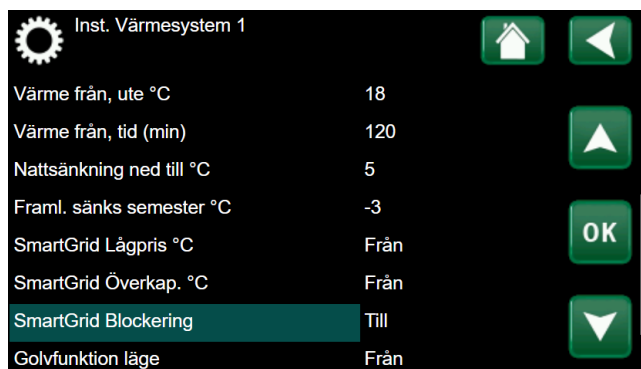 Inst. Värmesystem 1
Värme från, ute °C 18
Värme från, tid (min) 120
Nattsänkning ned till °C 5
Framl. sänks semester °C -3
SmartGrid Lågpris °C Från
SmartGrid Överkap. °C Från
SmartGrid Blockering Till
Golvfunktion läge Från
OK